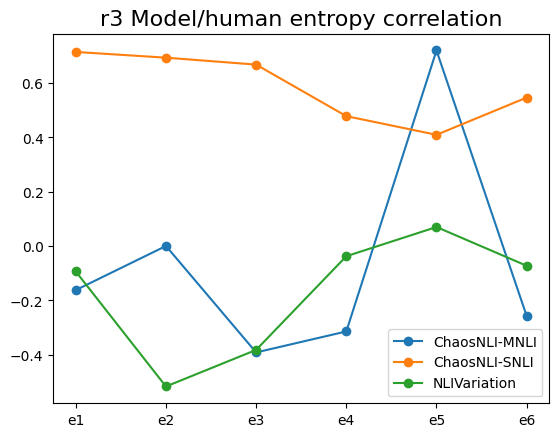 r3 Model/human entropy correlation
0.6
0.4
0.2
0.0
−0.2
−0.4
e1 e2 e3 e4 e5 e6
ChaosNLI-MNLI
ChaosNLI-SNLI
NLIVariation